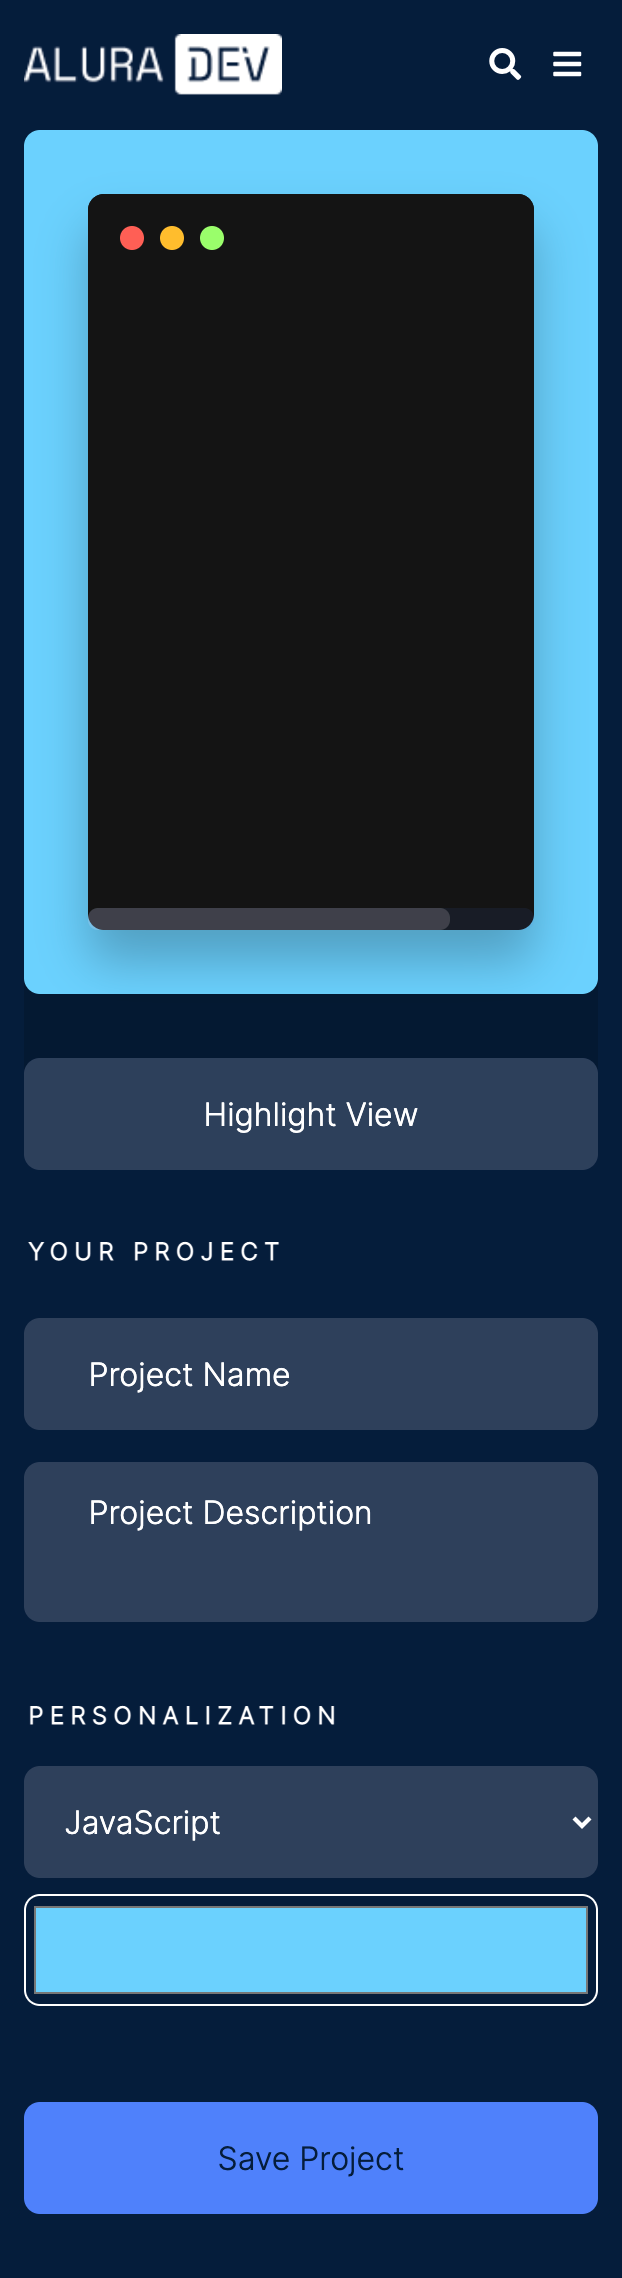 ALURA DEV
Highlight View
YOUR PROJECT
Project Name
Project Description
PERSONALIZATION
JavaScript
Save Project